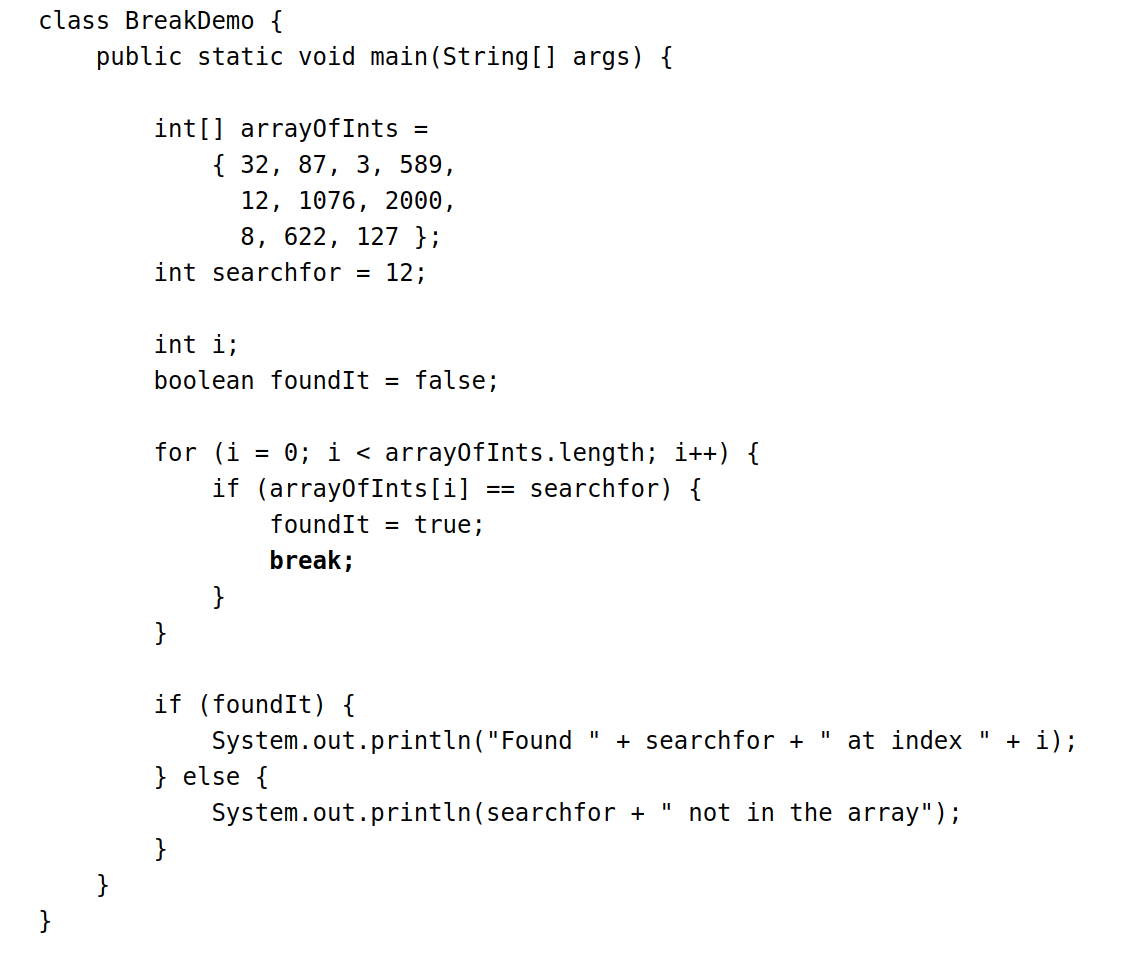 class BreakDemo {
    public static void main(String[] args) {

        int[] arrayOfInts =
            { 32, 87, 3, 589,
              12, 1076, 2000,
              8, 622, 127 };
        int searchfor = 12;

        int i;
        boolean foundIt = false;

        for (i = 0; i < arrayOfInts.length; i++) {
            if (arrayOfInts[i] == searchfor) {
                foundIt = true;
                break;
            }
        }

        if (foundIt) {
            System.out.println("Found " + searchfor + " at index " + i);
        } else {
            System.out.println(searchfor + " not in the array");
        }
    }
}